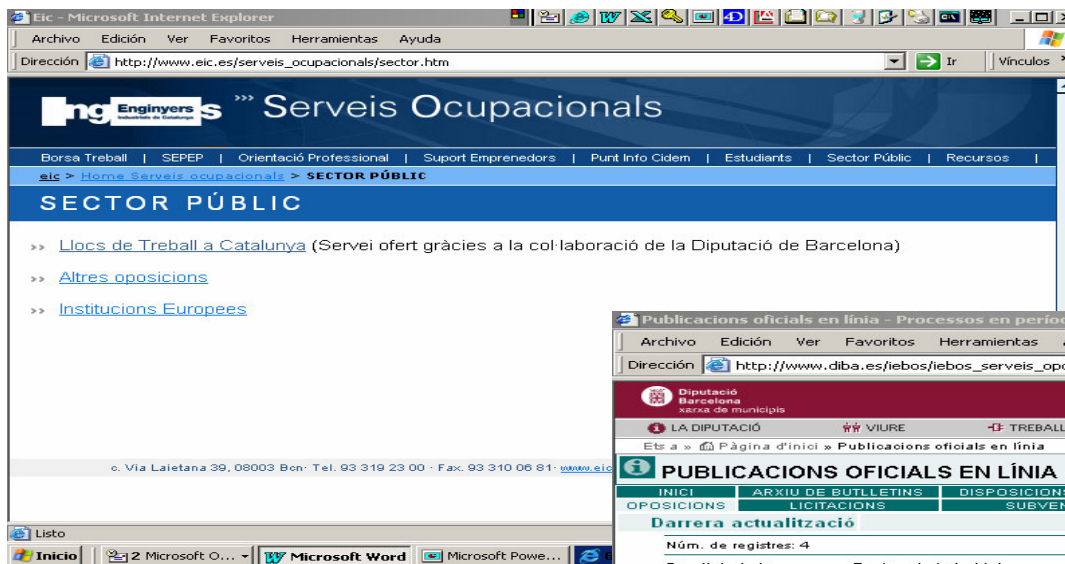 Eic - Microsoft Internet Explorer
Archivo Edición Ver Favoritos Herramientas Ayuda
Dirección http://www.eic.es/serveis_ocupacionals/sector.htm Ir Vínculos
Enginyers
››› Serveis Ocupacionals
Borsa Treball | SEPEP | Orientació Professional | Suport Emprenedors | Punt Info Cidem | Estudiants | Sector Públic | Recursos |
eic > Home Serveis ocupacionals > SECTOR PÚBLIC
SECTOR PÚBLIC
›› Llocs de Treball a Catalunya (Servei ofert gràcies a la col·laboració de la Diputació de Barcelona)
›› Altres oposicions
›› Institucions Europees
c. Via Laietana 39, 08003 Bcn· Tel. 93 319 23 00 · Fax. 93 310 06 81· www.eic
Listo
Inicio 2 Microsoft O... Microsoft Word Microsoft Powe...
Publicacions oficials en línia - Processos en períod
Archivo Edición Ver Favoritos Herramientas
Dirección http://www.diba.es/iebos/iebos_serveis_opo
Diputació
Barcelona
xarxa de municipis
LA DIPUTACIÓ VIURE TREBALL
Ets a » Pàgina d'inici » Publicacions oficials en línia
PUBLICACIONS OFICIALS EN LÍNIA
INICI ARXIU DE BUTLLETINS DISPOSICIONS
OPOSICIONS LICITACIONS SUBVEN
Darrera actualització
Núm. de registres: 4